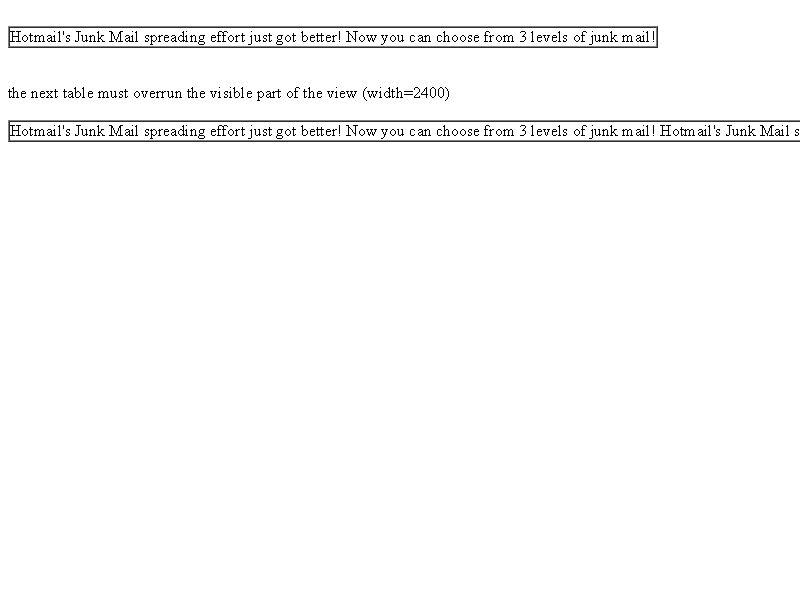 Hotmail's Junk Mail spreading effort just got better! Now you can choose from 3 levels of junk mail!
the next table must overrun the visible part of the view (width=2400)
Hotmail's Junk Mail spreading effort just got better! Now you can choose from 3 levels of junk mail! Hotmail's Junk Mail s